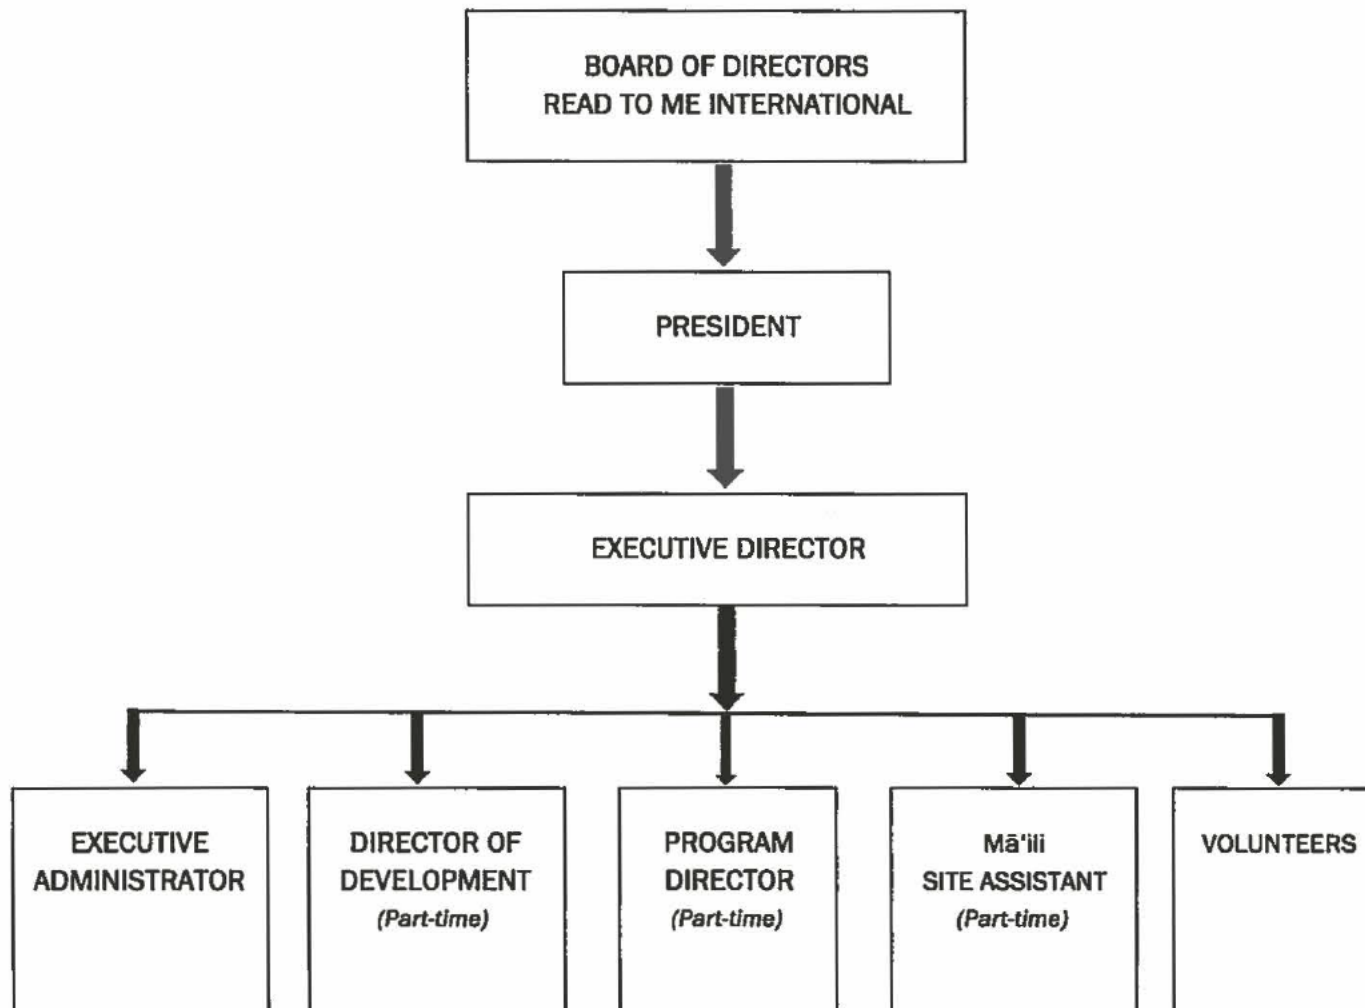 BOARD OF DIRECTORS
READ TO ME INTERNATIONAL
PRESIDENT
EXECUTIVE DIRECTOR
EXECUTIVE
ADMINISTRATOR
DIRECTOR OF
DEVELOPMENT
(Part-time)
PROGRAM
DIRECTOR
(Part-time)
Mā'ili
SITE ASSISTANT
(Part-time)
VOLUNTEERS